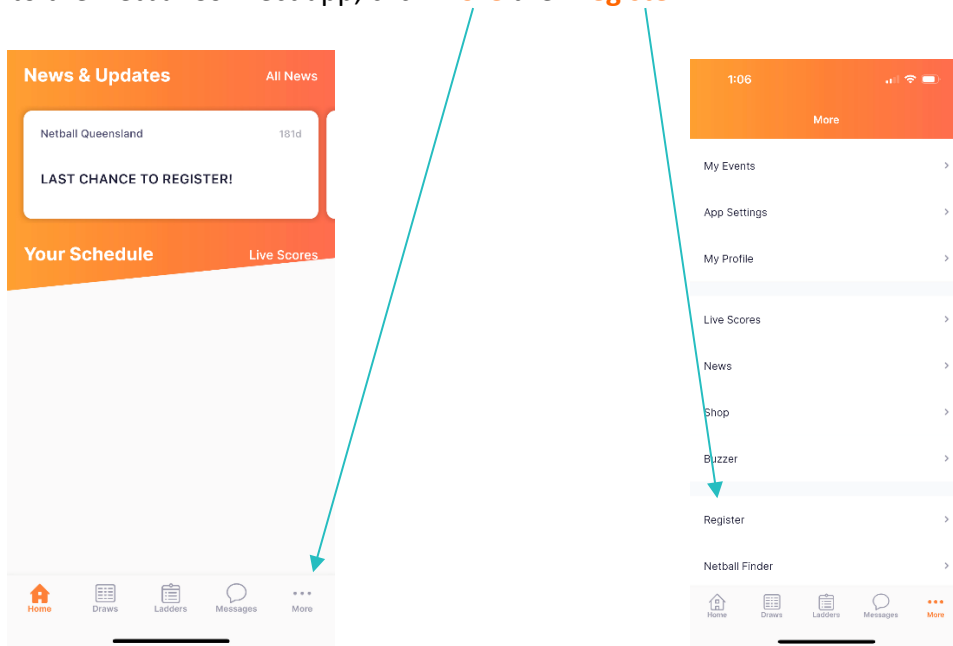 News & Updates
All News
Netball Queensland
181d
LAST CHANCE TO REGISTER!
Your Schedule
Live Scores
Home
Draws
Ladders
Messages
More
1:06
More
My Events
App Settings
My Profile
Live Scores
News
Shop
Buzzer
Register
Netball Finder
Home
Draws
Ladders
Messages
More